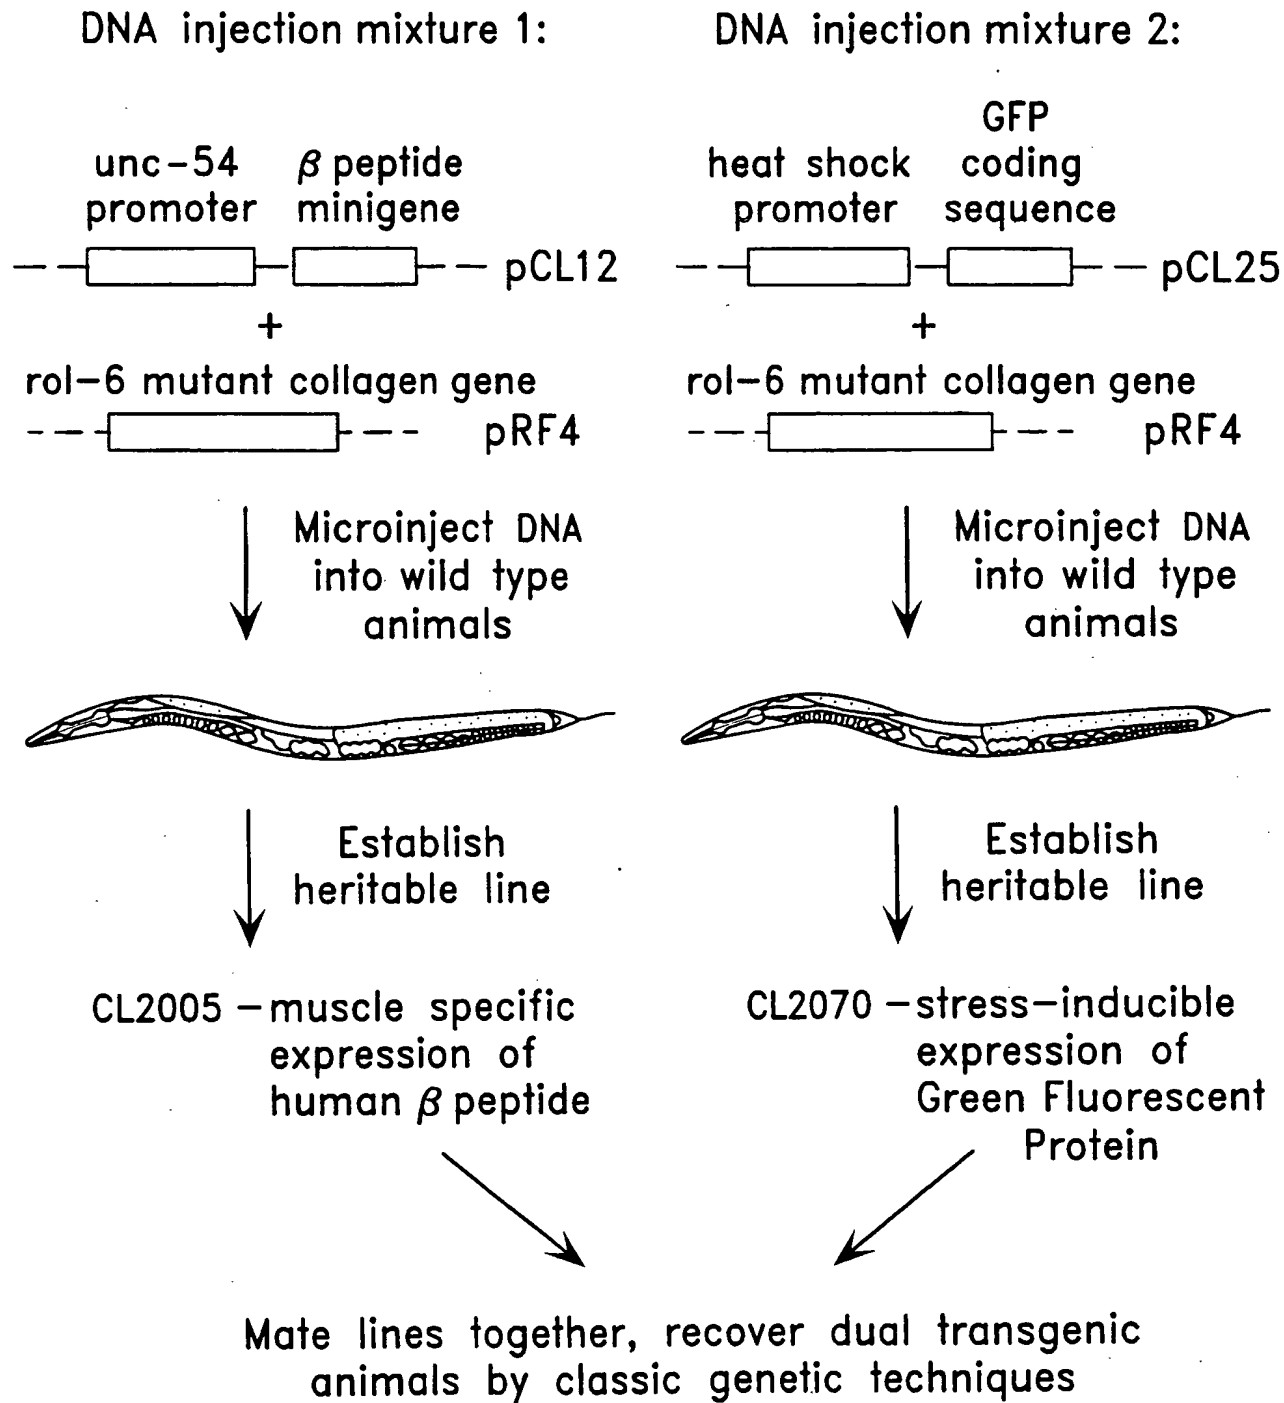 DNA injection mixture 1:
unc-54 β peptide
promoter minigene
pCL12
+
rol-6 mutant collagen gene
pRF4
Microinject DNA
into wild type
animals
Establish
heritable line
CL2005 - muscle specific
expression of
human β peptide
DNA injection mixture 2:
GFP
heat shock coding
promoter sequence
pCL25
+
rol-6 mutant collagen gene
pRF4
Microinject DNA
into wild type
animals
Establish
heritable line
CL2070 - stress-inducible
expression of
Green Fluorescent
Protein
Mate lines together, recover dual transgenic
animals by classic genetic techniques